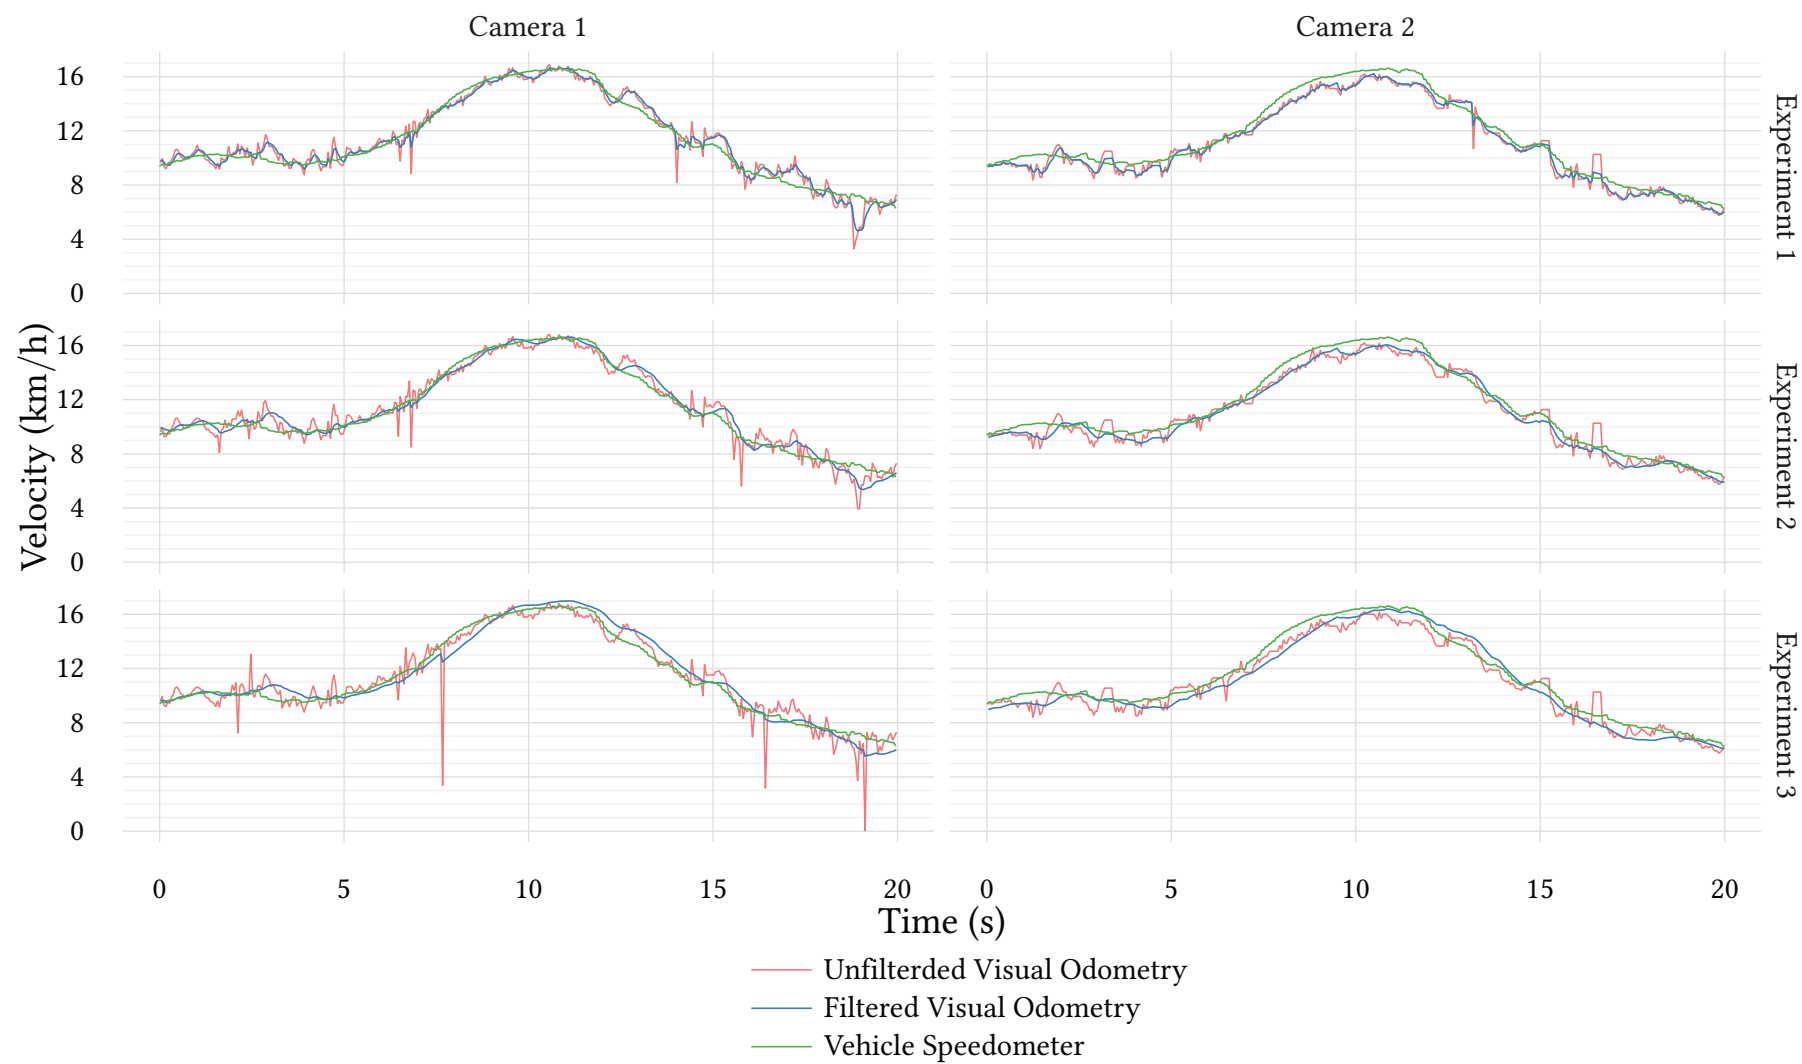 Camera 1
Camera 2
16
12
8
4
0
Experiment 1
Velocity (km/h)
16
12
8
4
0
Experiment 2
16
12
8
4
0
Experiment 3
0 5 10 15 20
0 5 10 15 20
Time (s)
Unfilterded Visual Odometry
Filtered Visual Odometry
Vehicle Speedometer